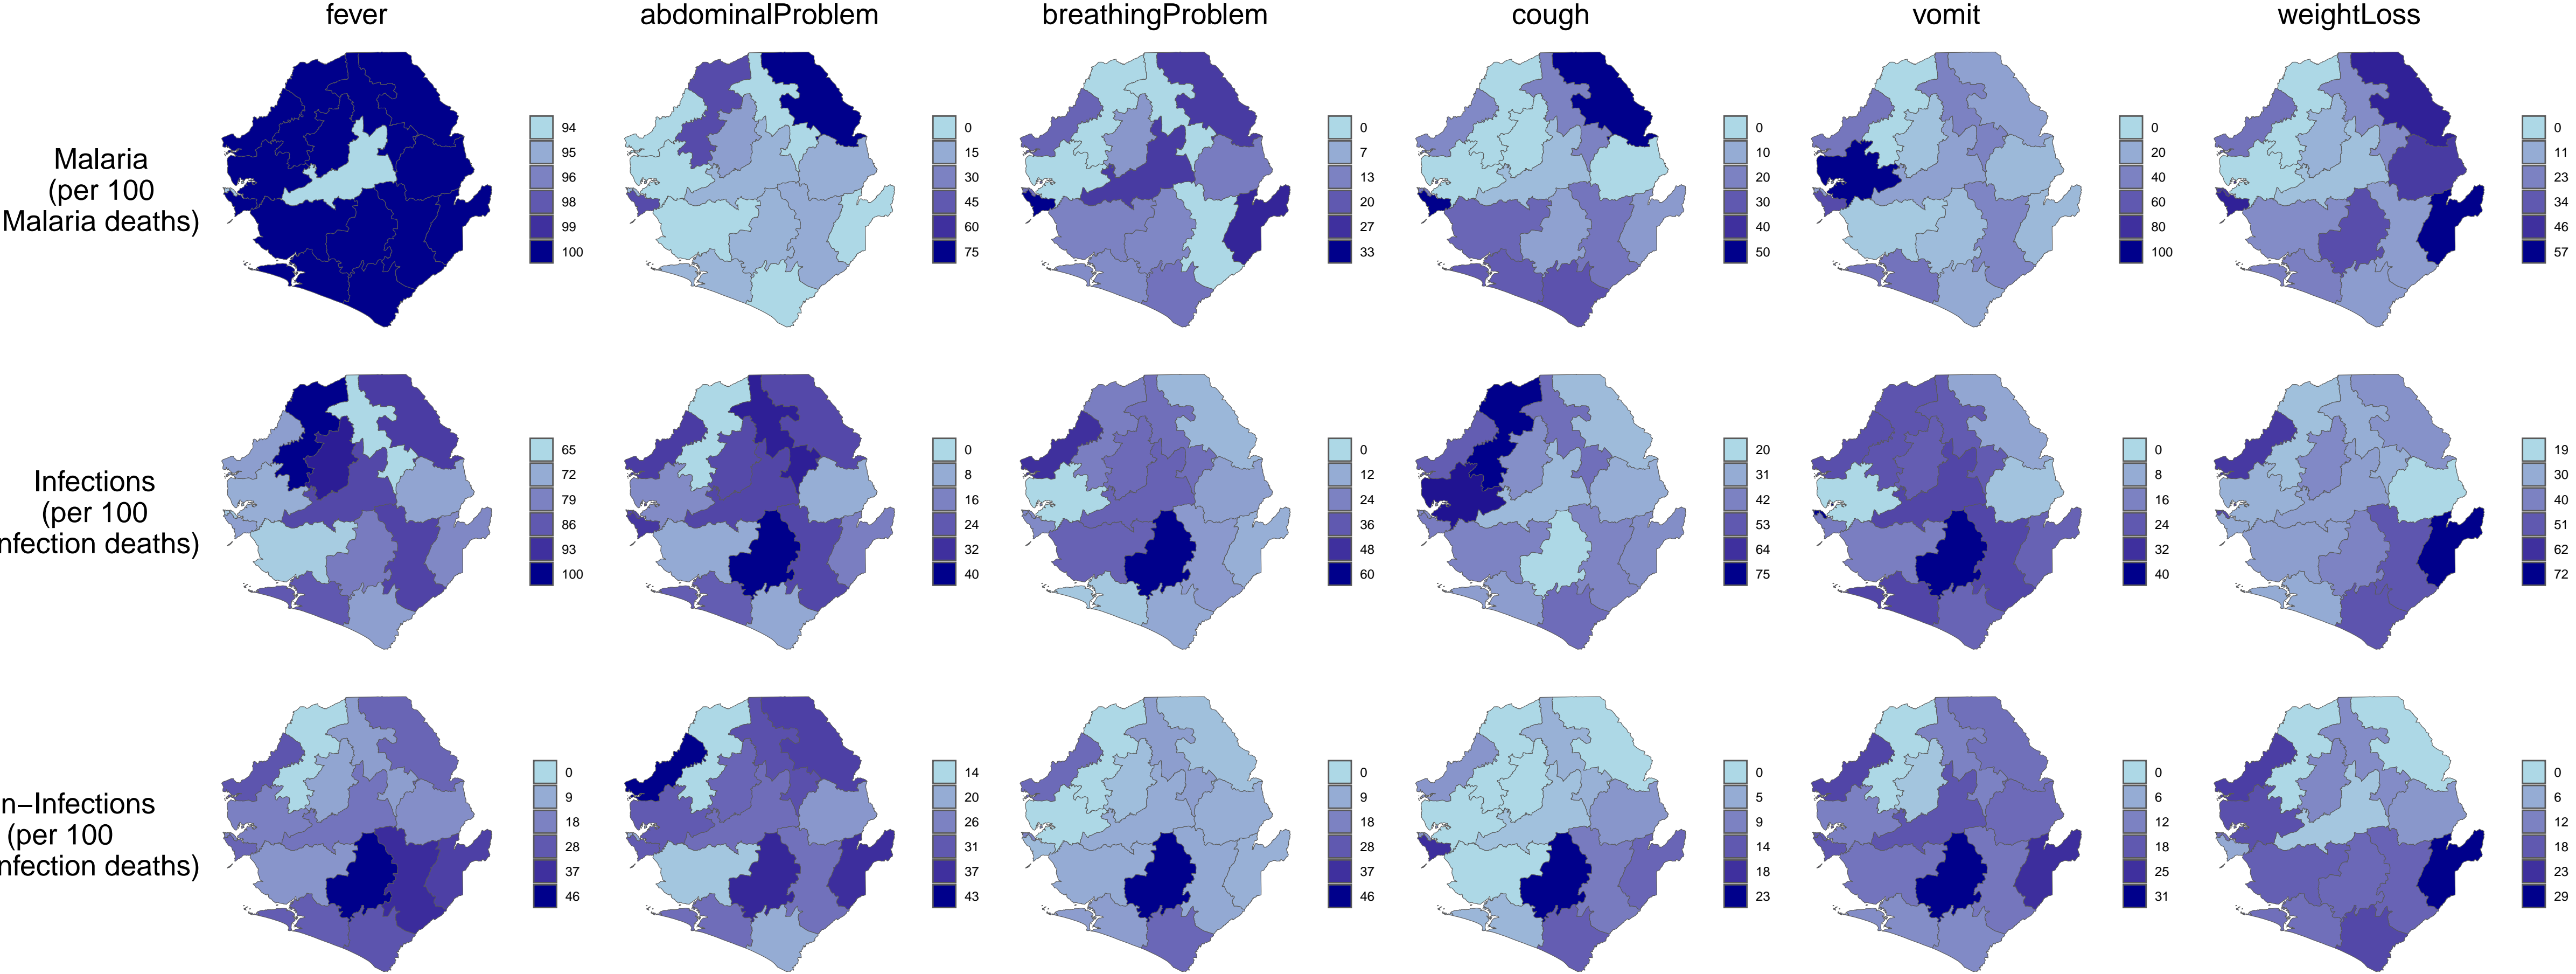 fever abdominalProblem breathingProblem cough vomit weightLoss
Malaria
(per 100
Malaria deaths)
94 0 0 0 0 0
95 15 7 10 20 11
96 30 13 20 40 23
98 45 20 30 60 34
99 60 27 40 80 46
100 75 33 50 100 57
Infections
(per 100
nfection deaths)
65 0 0 20 0 19
72 8 12 31 8 30
79 16 24 42 16 40
86 24 36 53 24 51
93 32 48 64 32 62
100 40 60 75 40 72
n−Infections
(per 100
nfection deaths)
0 14 0 0 0 0
9 20 9 5 6 6
18 26 18 9 12 12
28 31 28 14 18 18
37 37 37 18 25 23
46 43 46 23 31 29